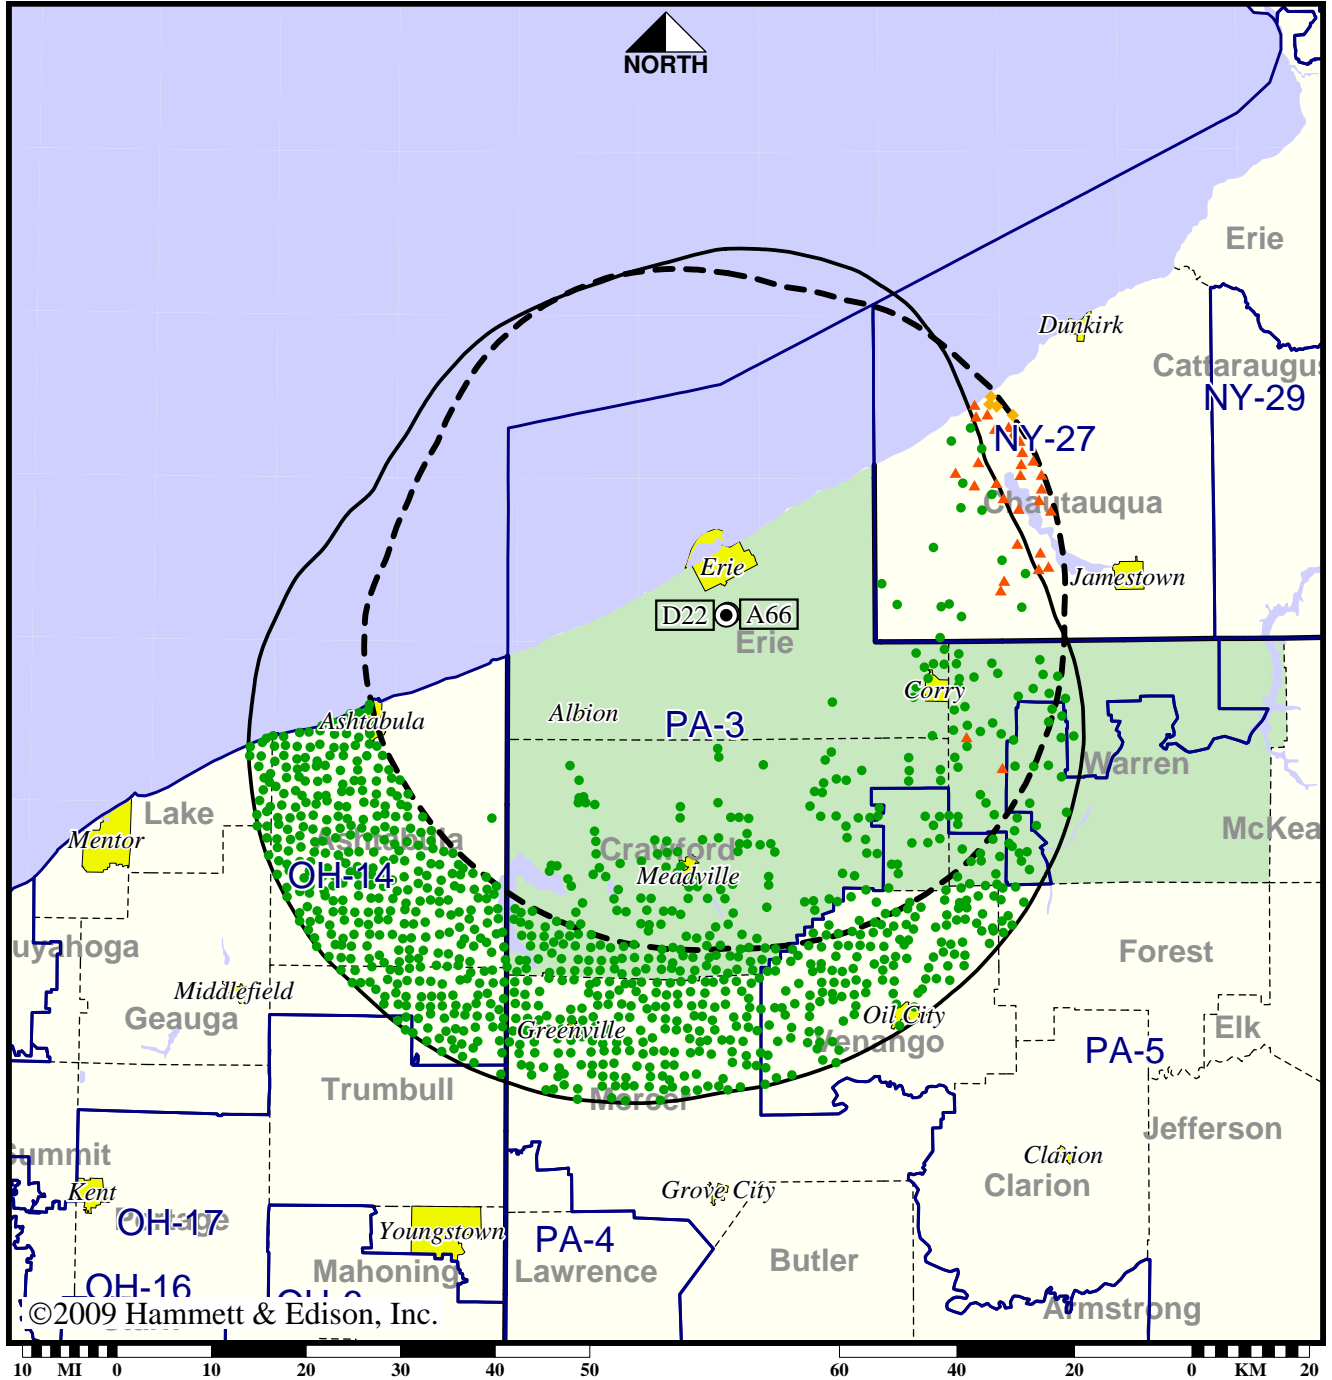 NORTH
Erie
Dunkirk
Cattaraugus
NY-29
NY-27
Chautauqua
Erie
Jamestown
D22
A66
Erie
Corry
Ashtabula
Albion
PA-3
Warren
Lake
Mentor
Ashtabula
Crawford
McKea
OH-14
Meadville
uyahoga
Forest
Middlefield
Geauga
Greenville
Oil City
Venango
Elk
PA-5
Trumbull
Mercer
Jefferson
Summit
Clarion
Kent
Grove City
Clarion
Portage
OH-17
Youngstown
PA-4
Butler
Mahoning
Lawrence
OH-16
Armstrong
©2009 Hammett & Edison, Inc.
10 MI 0 10 20 30 40 50 60 40 20 0 KM 20